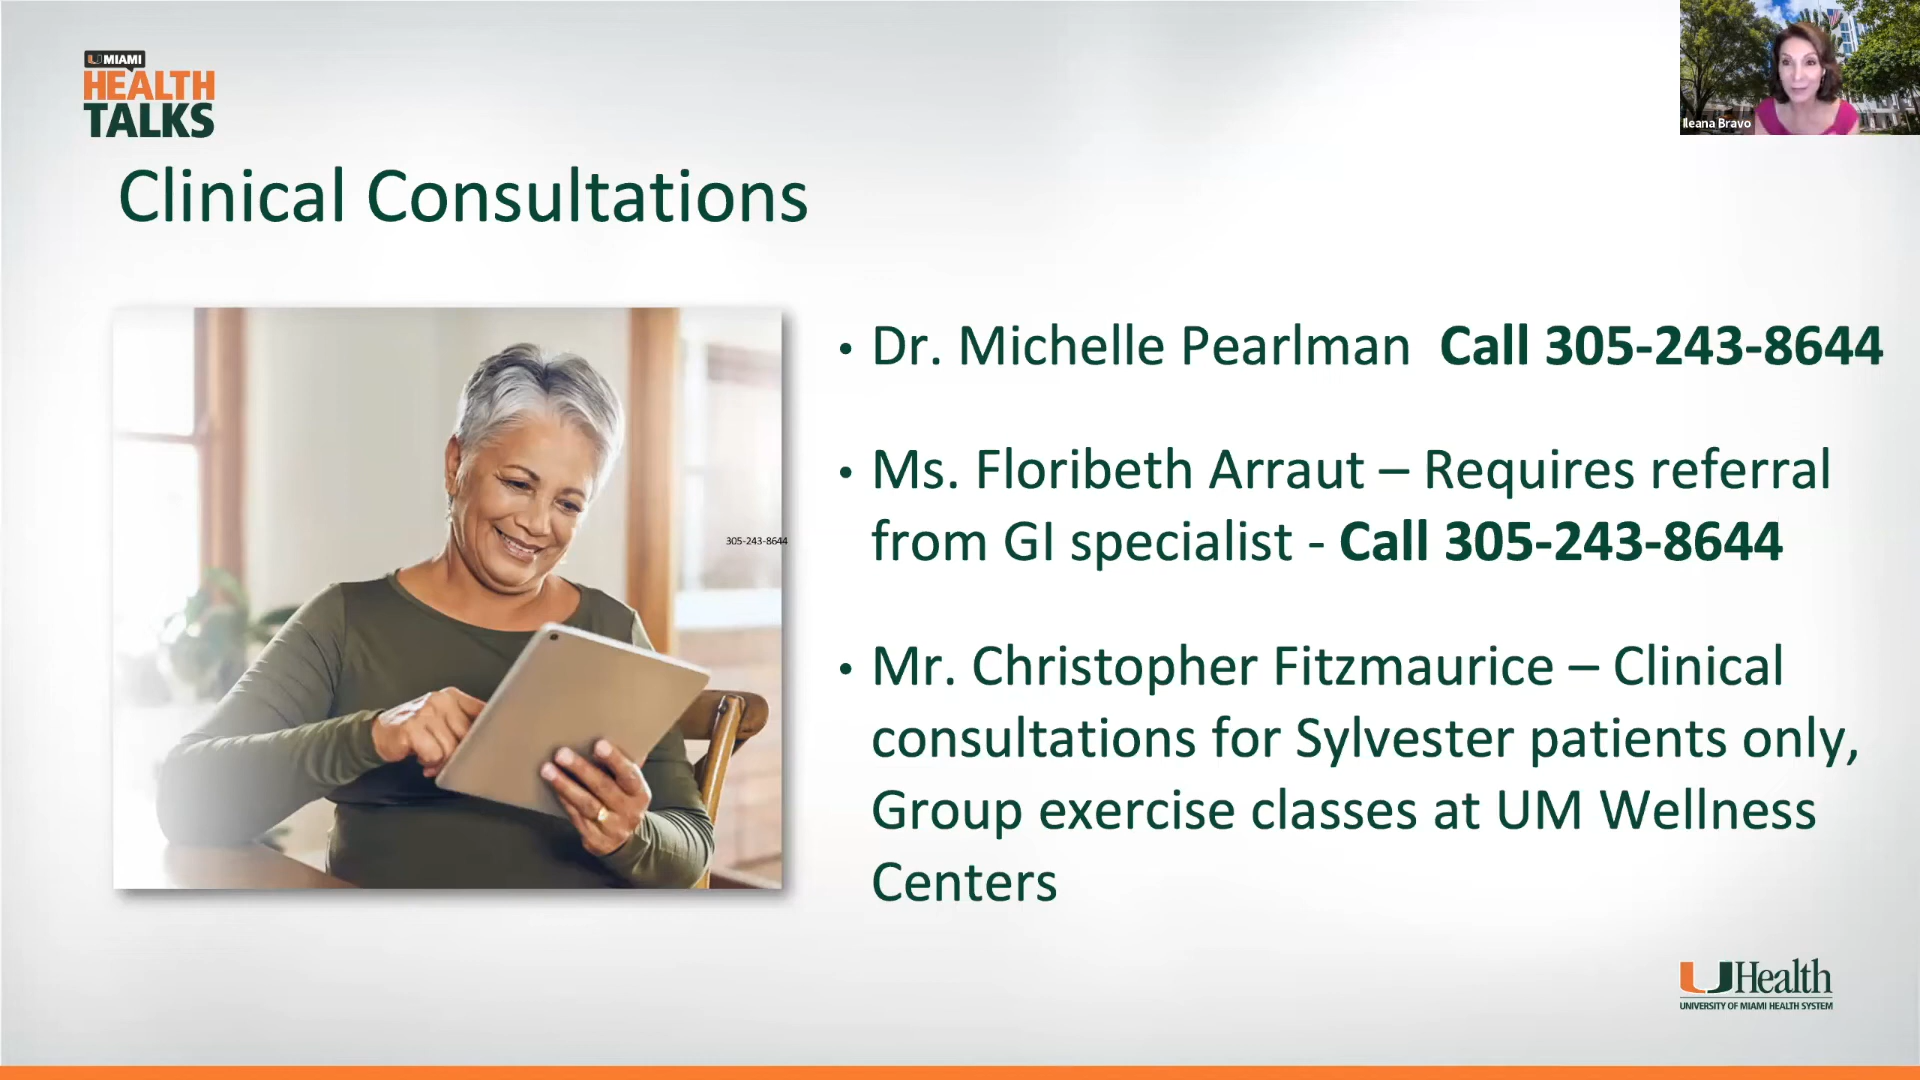 MIAMI
HEALTH
TALKS
Ileana Bravo
Clinical Consultations
• Dr. Michelle Pearlman Call 305-243-8644
• Ms. Floribeth Arraut – Requires referral
from GI specialist - Call 305-243-8644
305-243-8644
• Mr. Christopher Fitzmaurice – Clinical
consultations for Sylvester patients only,
Group exercise classes at UM Wellness
Centers
UHealth
UNIVERSITY OF MIAMI HEALTH SYSTEM